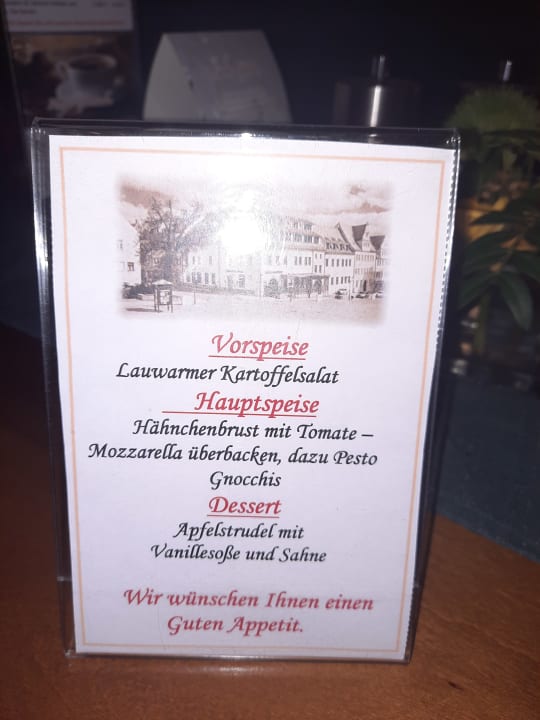 Vorspeise
Lauwarmer Kartoffelsalat
Hauptspeise
Hähnchenbrust mit Tomate –
Mozzarella überbacken, dazu Pesto
Gnocchis
Dessert
Apfelstrudel mit
Vanillesoße und Sahne
Wir wünschen Ihnen einen
Guten Appetit.